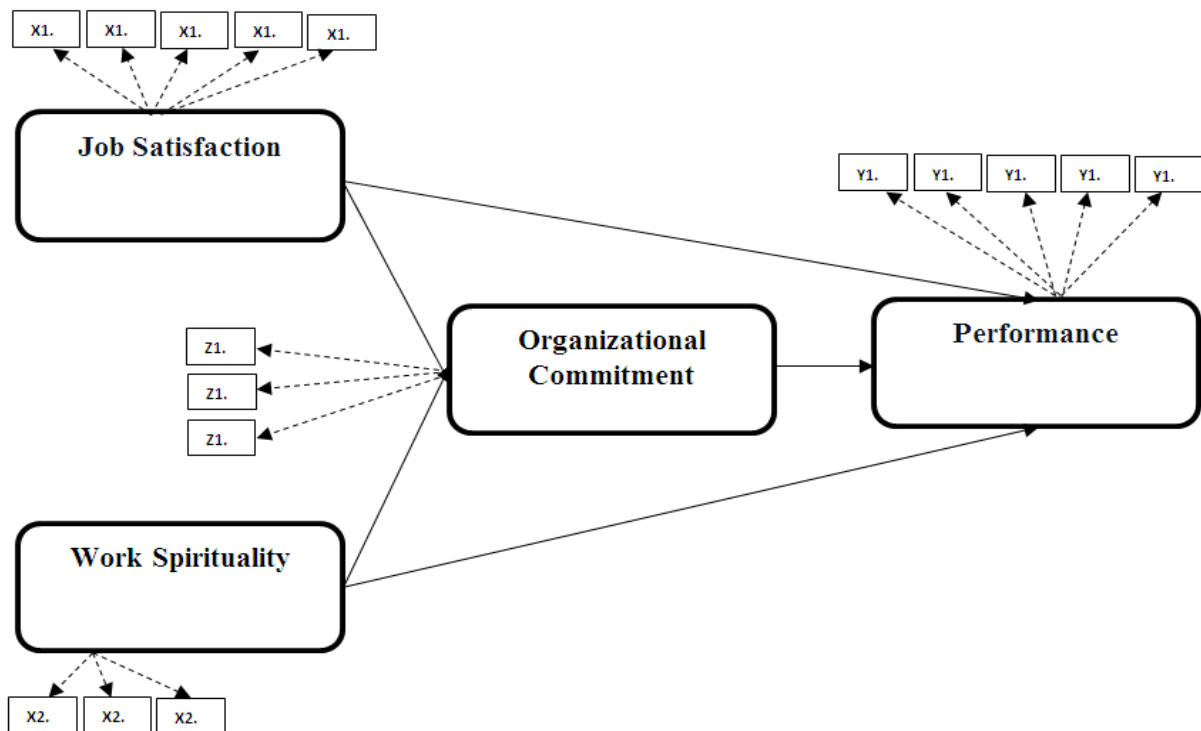 X1. X1. X1. X1. X1.
Job Satisfaction
Y1. Y1. Y1. Y1. Y1.
Z1.
Z1.
Z1.
Organizational
Commitment
Performance
Work Spirituality
X2. X2. X2.